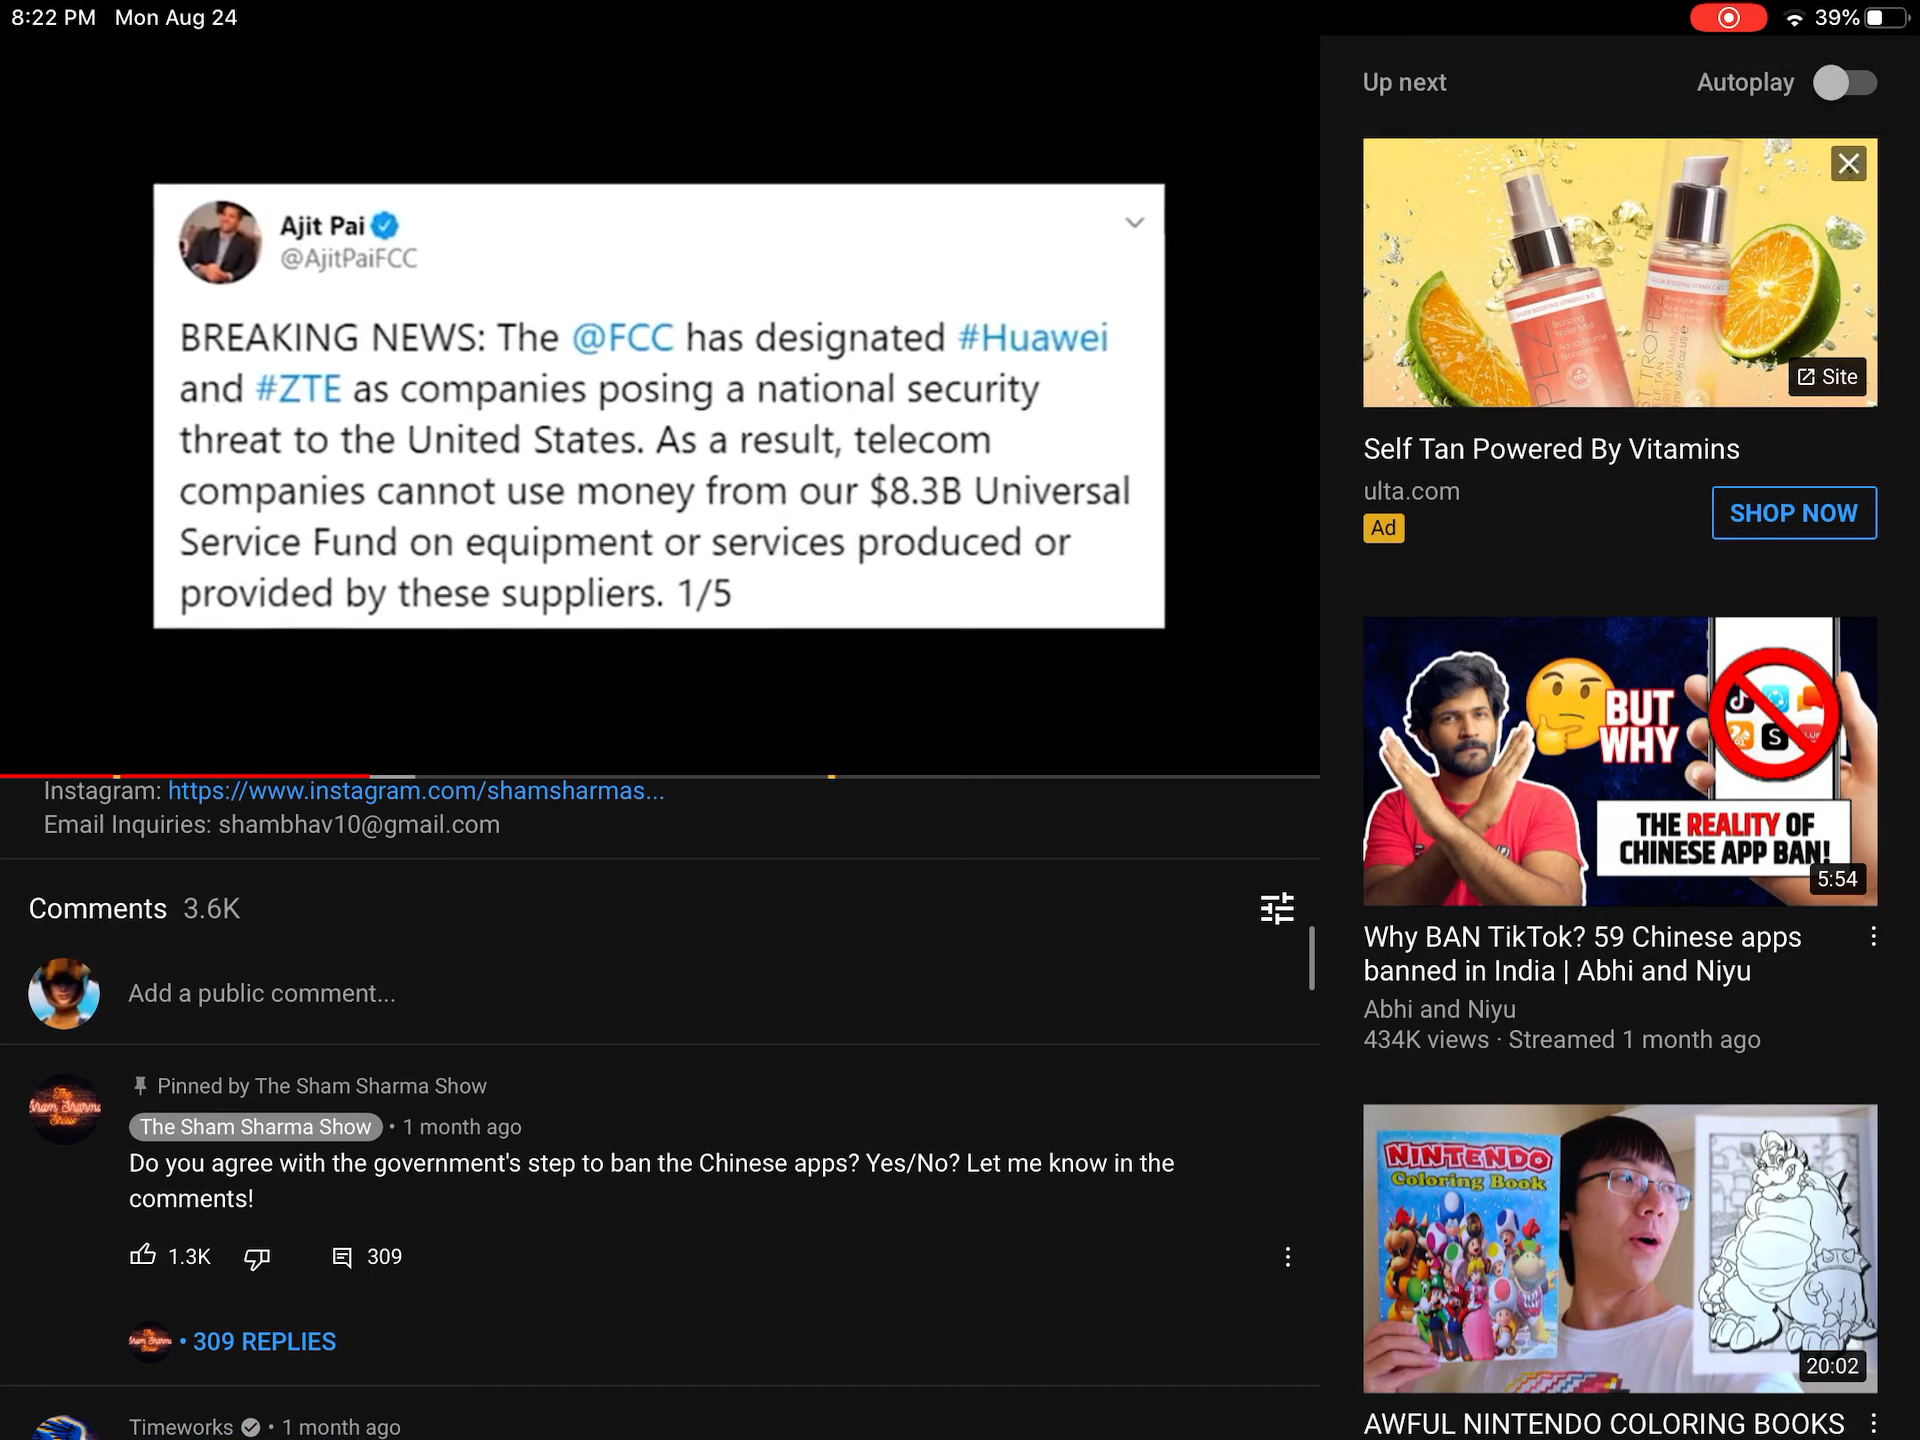 8:22 PM Mon Aug 24
39%
Ajit Pai
@AjitPaiFCC
BREAKING NEWS: The @FCC has designated #Huawei
and #ZTE as companies posing a national security
threat to the United States. As a result, telecom
companies cannot use money from our $8.3B Universal
Service Fund on equipment or services produced or
provided by these suppliers. 1/5
Instagram: https://www.instagram.com/shamsharmas...
Email Inquiries: shambhav10@gmail.com
Comments 3.6K
Add a public comment...
Pinned by The Sham Sharma Show
The Sham Sharma Show • 1 month ago
Do you agree with the government's step to ban the Chinese apps? Yes/No? Let me know in the
comments!
1.3K
309
• 309 REPLIES
Timeworks • 1 month ago
Up next
Autoplay
Site
Self Tan Powered By Vitamins
ulta.com
Ad
SHOP NOW
BUT
WHY
THE REALITY OF
CHINESE APP BAN!
5:54
Why BAN TikTok? 59 Chinese apps
banned in India | Abhi and Niyu
Abhi and Niyu
434K views · Streamed 1 month ago
NINTENDO
Coloring Book
20:02
AWFUL NINTENDO COLORING BOOKS